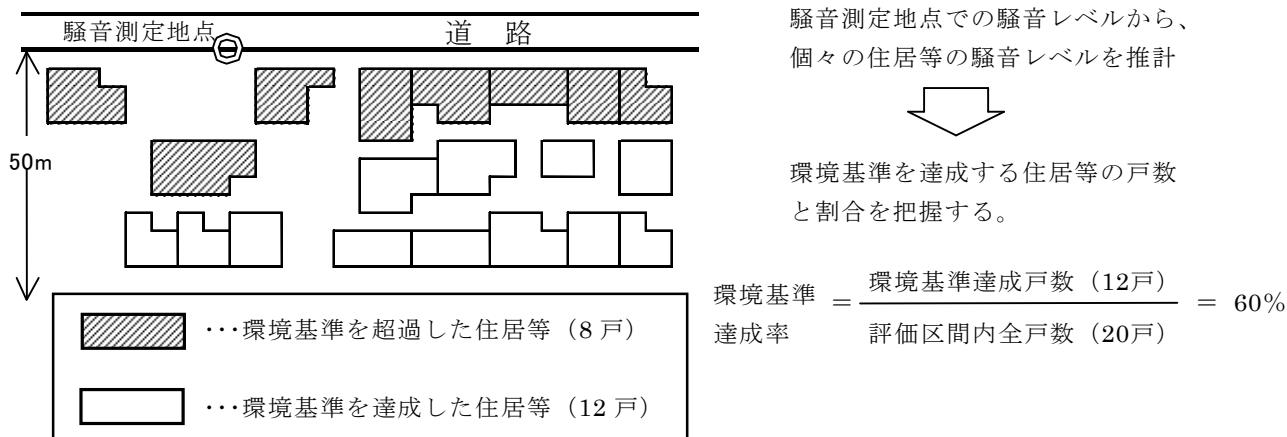 騒音測定地点
道 路
50m
･･･環境基準を超過した住居等（8 戸）
･･･環境基準を達成した住居等（12 戸）
騒音測定地点での騒音レベルから、
個々の住居等の騒音レベルを推計
環境基準を達成する住居等の戸数
と割合を把握する。
環境基準
達成率
=
環境基準達成戸数（12戸）
評価区間内全戸数（20戸）
= 60%